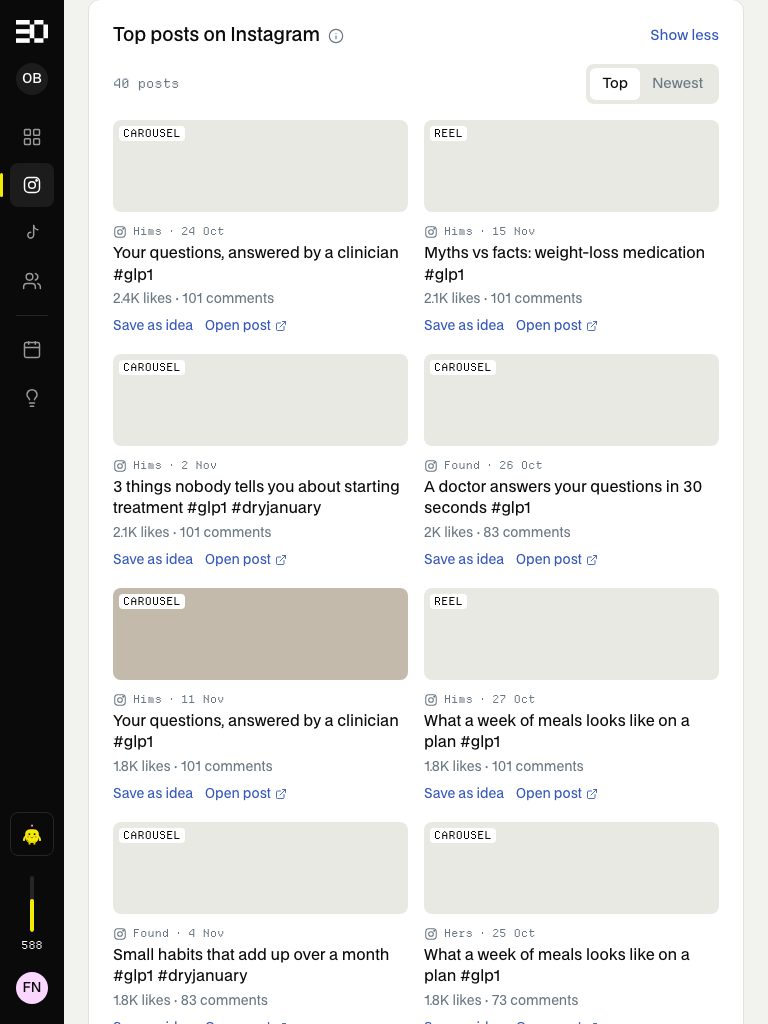 OB
Top posts on Instagram
Show less
40 posts
Top
Newest
CAROUSEL
REEL
Hims · 24 Oct
Hims · 15 Nov
Your questions, answered by a clinician
#glp1
Myths vs facts: weight-loss medication
#glp1
2.4K likes · 101 comments
2.1K likes · 101 comments
Save as idea
Open post
Save as idea
Open post
CAROUSEL
CAROUSEL
Hims · 2 Nov
Found · 26 Oct
3 things nobody tells you about starting
treatment #glp1 #dryjanuary
A doctor answers your questions in 30
seconds #glp1
2.1K likes · 101 comments
2K likes · 83 comments
Save as idea
Open post
Save as idea
Open post
CAROUSEL
REEL
Hims · 11 Nov
Hims · 27 Oct
Your questions, answered by a clinician
#glp1
What a week of meals looks like on a
plan #glp1
1.8K likes · 101 comments
1.8K likes · 101 comments
Save as idea
Open post
Save as idea
Open post
CAROUSEL
CAROUSEL
Found · 4 Nov
Hers · 25 Oct
Small habits that add up over a month
#glp1 #dryjanuary
What a week of meals looks like on a
plan #glp1
1.8K likes · 83 comments
1.8K likes · 73 comments
588
FN